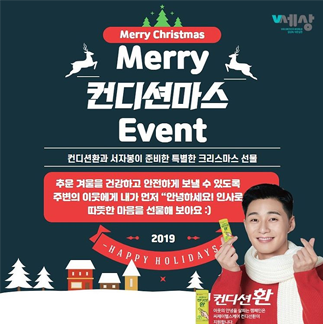 V세상
Merry Christmas
Merry
컨디션마스
Event
컨디션환과 서자봉이 준비한 특별한 크리스마스 선물
추운 겨울을 건강하고 안전하게 보낼 수 있도록
주변의 이웃에게 내가 먼저 "안녕하세요! 인사로
따뜻한 마음을 선물해 보아요 :)
2019
HAPPY HOLIDAYS
컨디션환